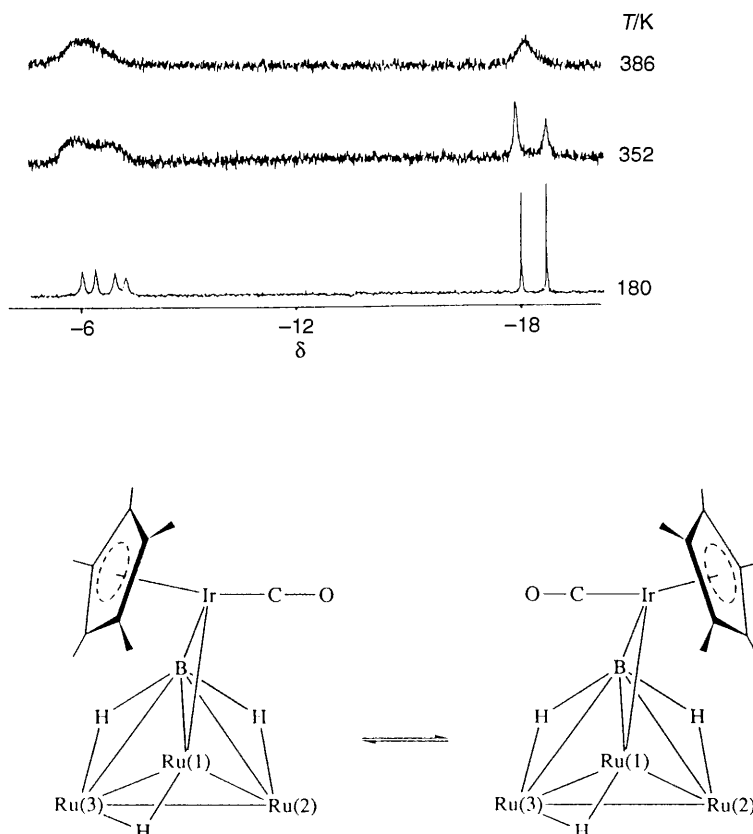 T/K
386
352
180
−6
−12
−18
δ
Ir
C
O
B
H
H
Ru(1)
Ru(3)
Ru(2)
H
O
C
Ir
B
H
H
Ru(1)
Ru(3)
Ru(2)
H